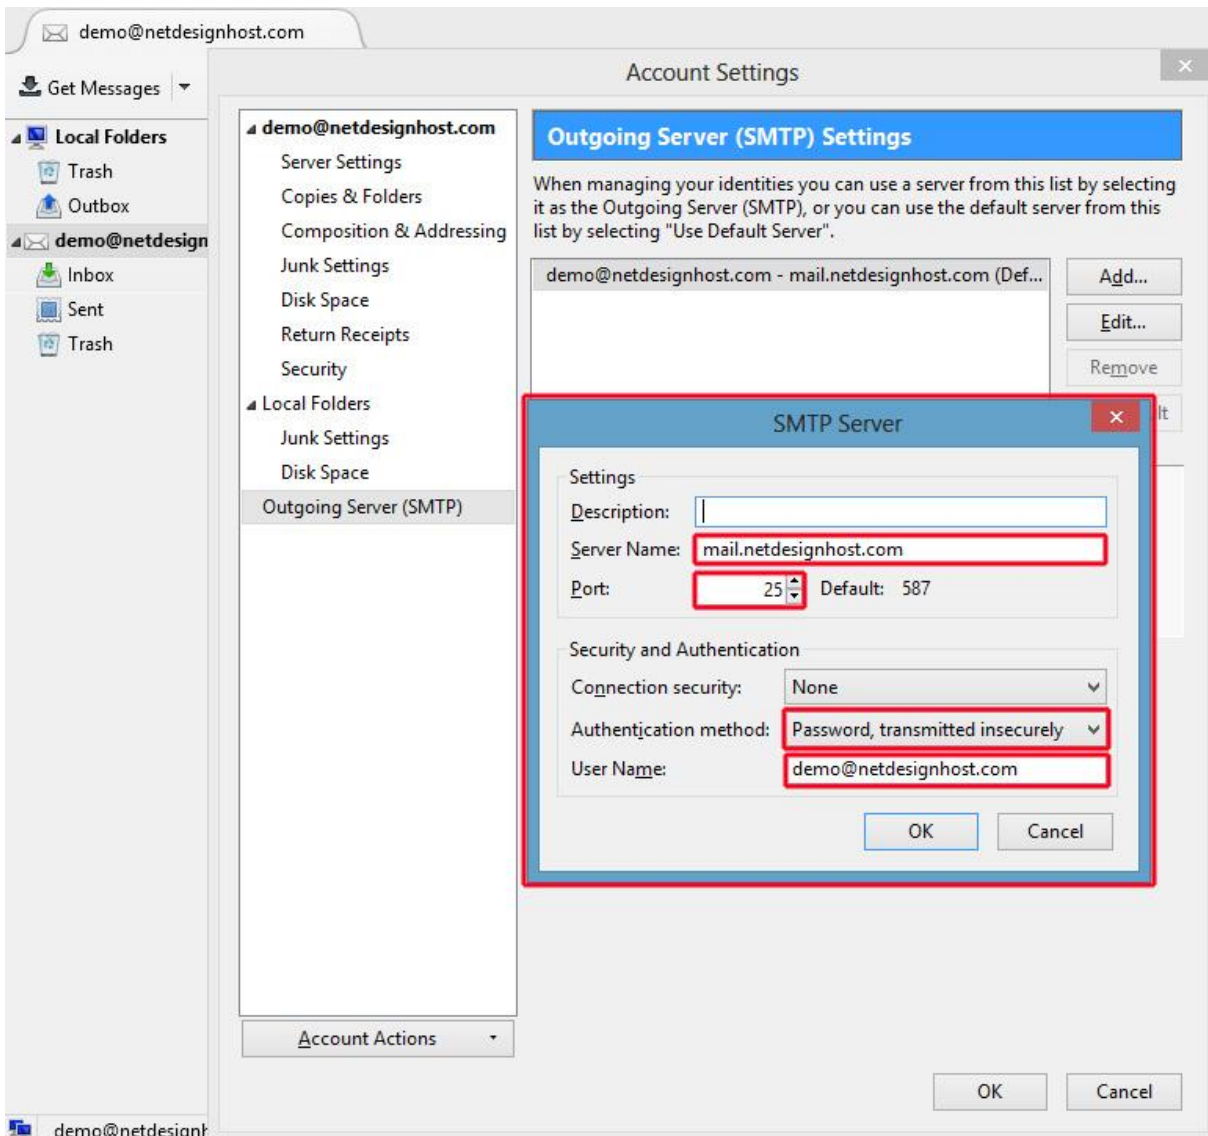 demo@netdesignhost.com
Get Messages
Local Folders
Trash
Outbox
demo@netdesign
Inbox
Sent
Trash
demo@netdesignh
Account Settings
demo@netdesignhost.com
Server Settings
Copies & Folders
Composition & Addressing
Junk Settings
Disk Space
Return Receipts
Security
Local Folders
Junk Settings
Disk Space
Outgoing Server (SMTP)
Account Actions
Outgoing Server (SMTP) Settings
When managing your identities you can use a server from this list by selecting
it as the Outgoing Server (SMTP), or you can use the default server from this
list by selecting "Use Default Server".
demo@netdesignhost.com - mail.netdesignhost.com (Def...
Add...
Edit...
Remove
lt
SMTP Server
Settings
Description:
Server Name: mail.netdesignhost.com
Port: 25 Default: 587
Security and Authentication
Connection security: None
Authentication method: Password, transmitted insecurely
User Name: demo@netdesignhost.com
OK Cancel
OK Cancel